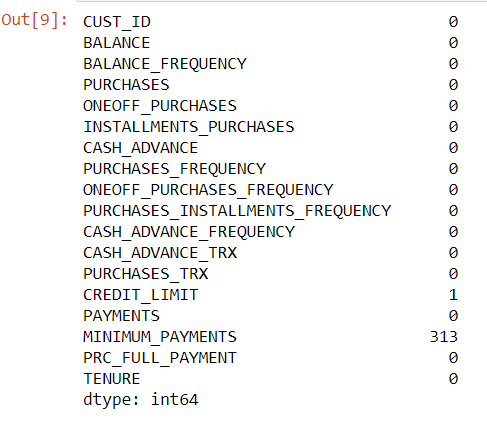 Out[9]: CUST_ID 0
BALANCE 0
BALANCE_FREQUENCY 0
PURCHASES 0
ONEOFF_PURCHASES 0
INSTALLMENTS_PURCHASES 0
CASH_ADVANCE 0
PURCHASES_FREQUENCY 0
ONEOFF_PURCHASES_FREQUENCY 0
PURCHASES_INSTALLMENTS_FREQUENCY 0
CASH_ADVANCE_FREQUENCY 0
CASH_ADVANCE_TRX 0
PURCHASES_TRX 0
CREDIT_LIMIT 1
PAYMENTS 0
MINIMUM_PAYMENTS 313
PRC_FULL_PAYMENT 0
TENURE 0
dtype: int64